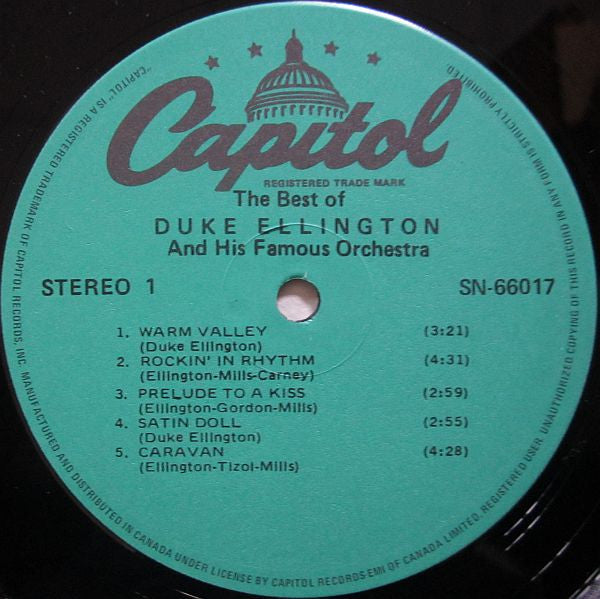 Capitol
REGISTERED TRADE MARK
The Best of
DUKE ELLINGTON
And His Famous Orchestra
STEREO 1
SN-66017
1. WARM VALLEY (3:21)
(Duke Ellington)
2. ROCKIN' IN RHYTHM (4:31)
(Ellington-Mills-Carney)
3. PRELUDE TO A KISS (2:59)
(Ellington-Gordon-Mills)
4. SATIN DOLL (2:55)
(Duke Ellington)
5. CARAVAN (4:28)
(Ellington-Tizol-Mills)
"CAPITOL" IS A REGISTERED TRADEMARK OF CAPITOL RECORDS, INC. MANUFACTURED AND DISTRIBUTED IN CANADA UNDER LICENSE BY CAPITOL RECORDS-EMI OF CANADA LIMITED, REGISTERED USER. UNAUTHORIZED COPYING OF THIS RECORD IN ANY FORM IS STRICTLY PROHIBITED